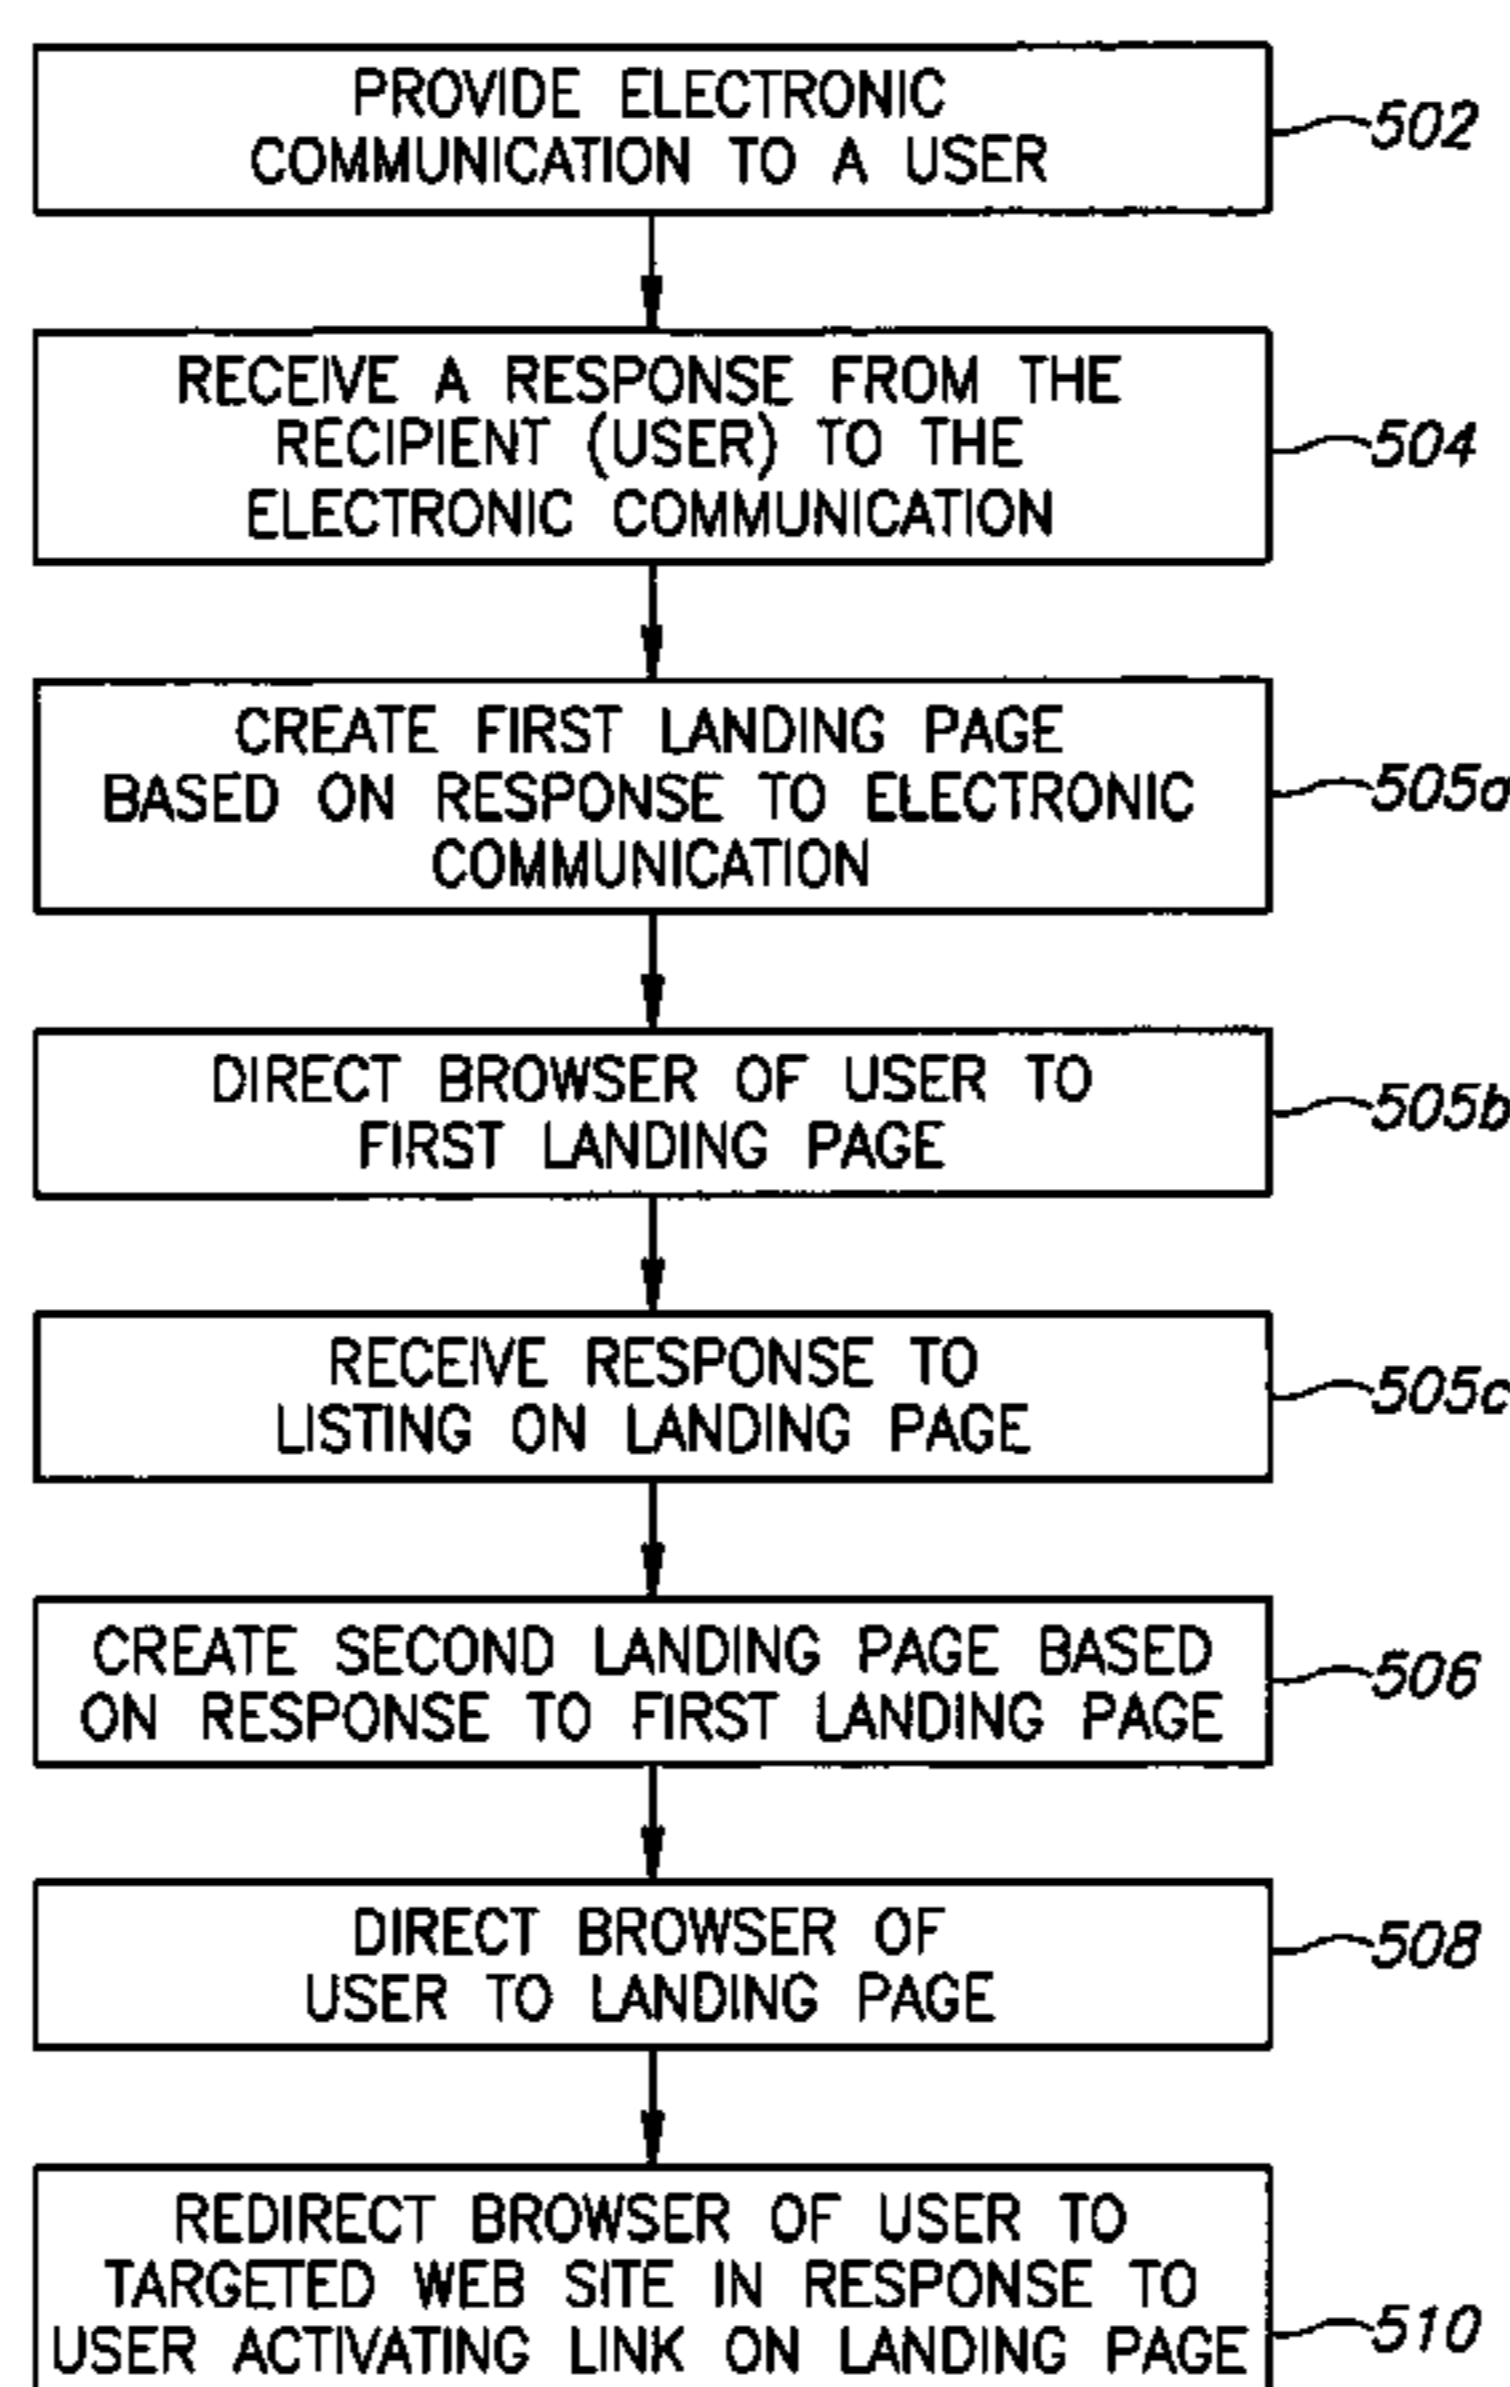 PROVIDE ELECTRONIC
COMMUNICATION TO A USER
502
RECEIVE A RESPONSE FROM THE
RECIPIENT (USER) TO THE
ELECTRONIC COMMUNICATION
504
CREATE FIRST LANDING PAGE
BASED ON RESPONSE TO ELECTRONIC
COMMUNICATION
505a
DIRECT BROWSER OF USER TO
FIRST LANDING PAGE
505b
RECEIVE RESPONSE TO
LISTING ON LANDING PAGE
505c
CREATE SECOND LANDING PAGE BASED
ON RESPONSE TO FIRST LANDING PAGE
506
DIRECT BROWSER OF
USER TO LANDING PAGE
508
REDIRECT BROWSER OF USER TO
TARGETED WEB SITE IN RESPONSE TO
USER ACTIVATING LINK ON LANDING PAGE
510